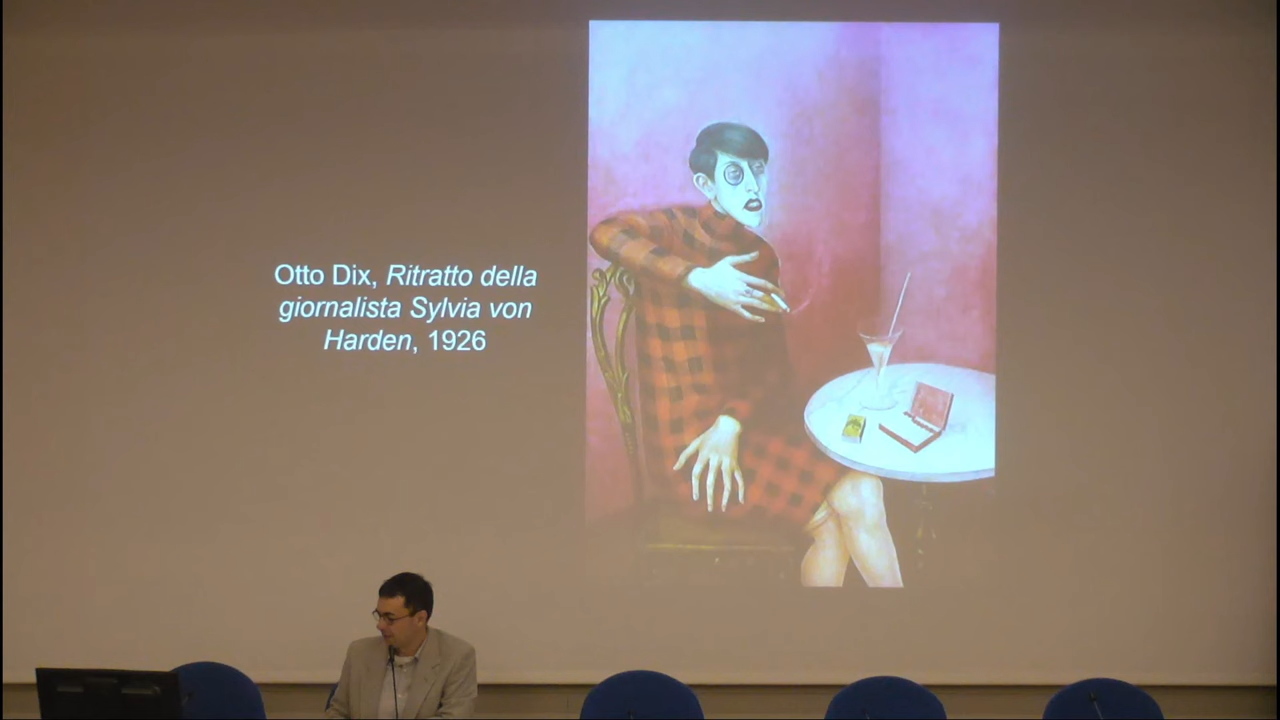 Otto Dix, Ritratto della
giornalista Sylvia von
Harden, 1926